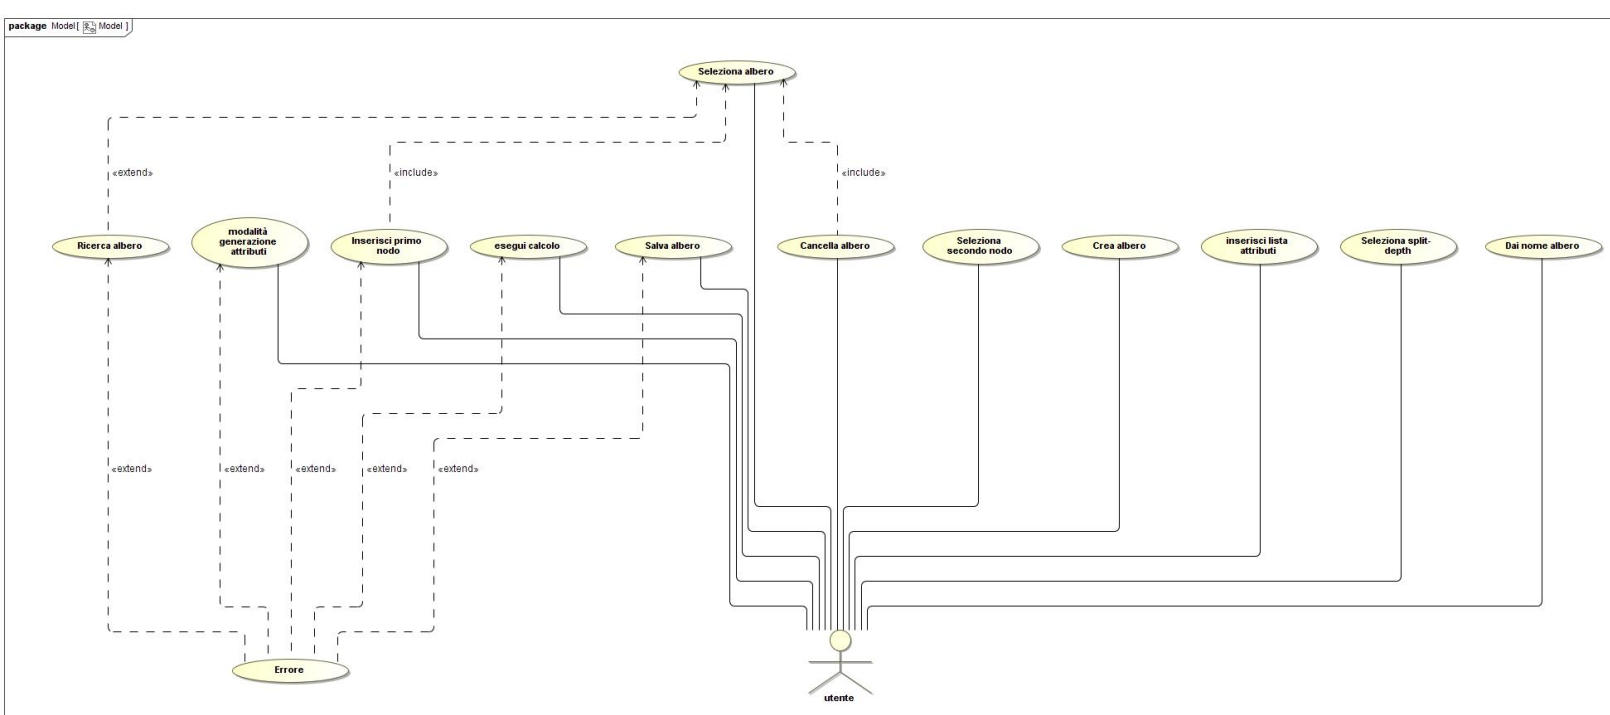 package Model [ Model ]
Seleziona albero
«extend»
«include»
«include»
Ricerca albero
modalità
generazione
attributi
Inserisci primo
nodo
esegui calcolo
Salva albero
Cancella albero
Seleziona
secondo nodo
Crea albero
inserisci lista
attributi
Seleziona split-
depth
Dai nome albero
«extend»
«extend»
«extend»
«extend»
«extend»
Errore
utente